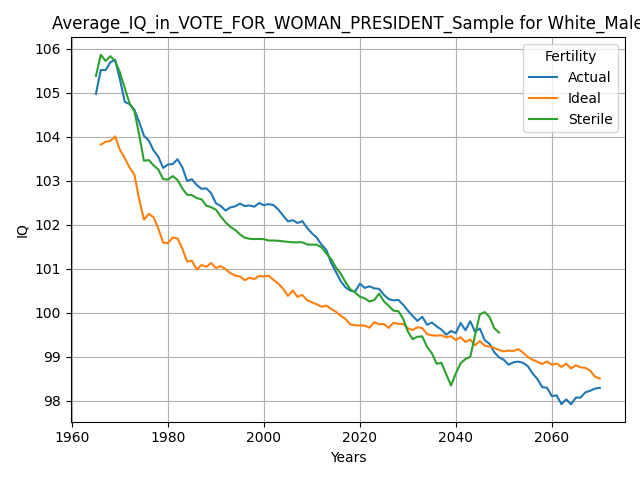 Average_IQ_in_VOTE_FOR_WOMAN_PRESIDENT_Sample for White_Male
Fertility
Actual
Ideal
Sterile
106
105
104
103
102
101
100
99
98
IQ
1960
1980
2000
2020
2040
2060
Years